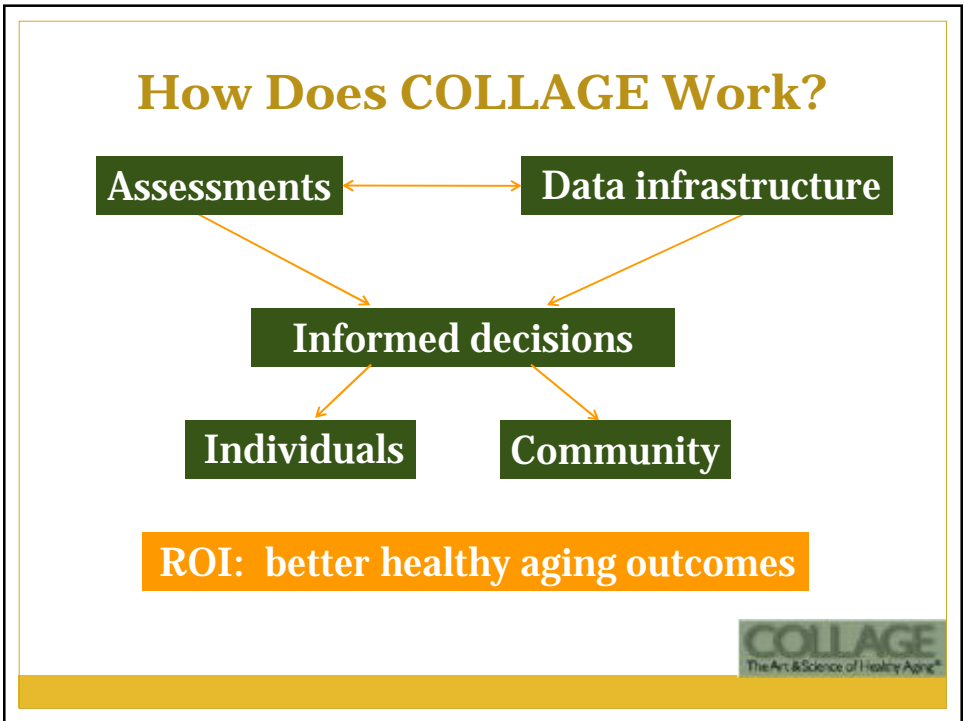 How Does COLLAGE Work?
Assessments
Data infrastructure
Informed decisions
Individuals
Community
ROI: better healthy aging outcomes
COLLAGE
The Art & Science of Healthy Aging®